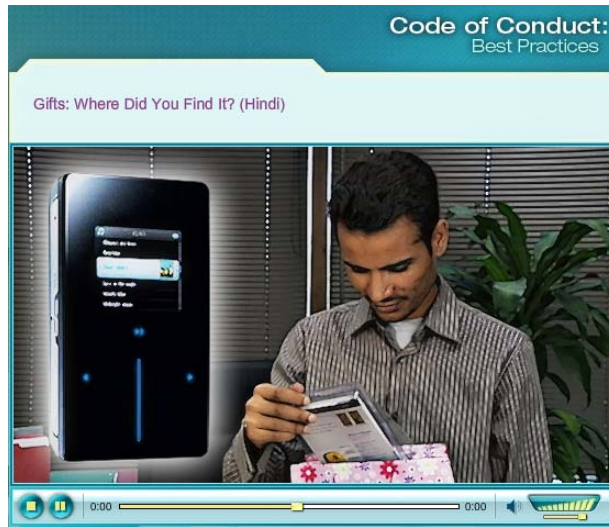 Code of Conduct:
Best Practices
Gifts: Where Did You Find It? (Hindi)
0:00
0:00